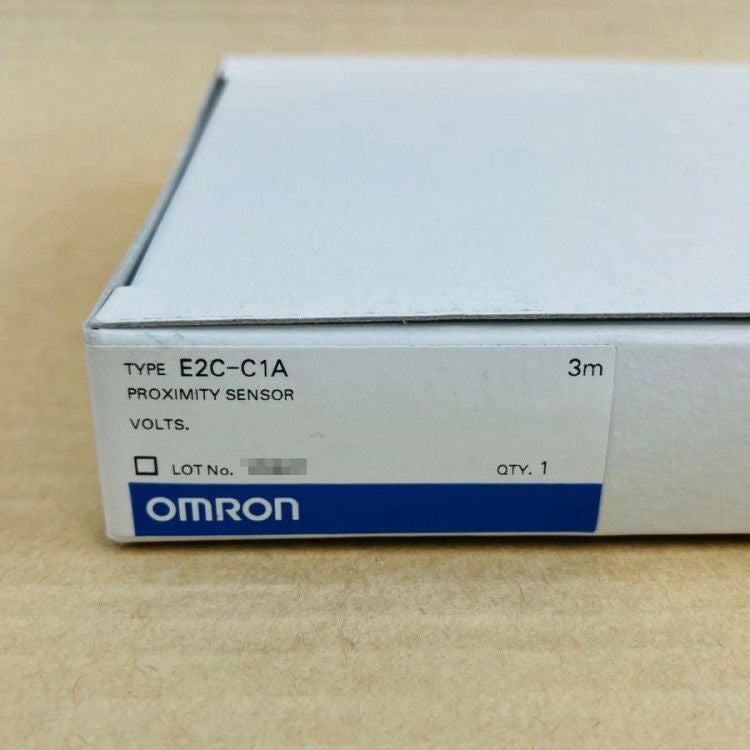 TYPE E2C-C1A 3m
PROXIMITY SENSOR
VOLTS.
LOT No. QTY. 1
OMRON